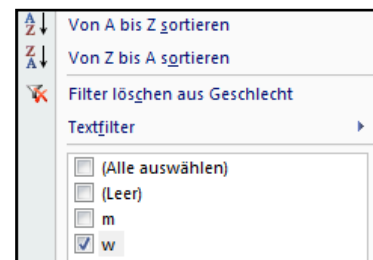 Von A bis Z sortieren
Von Z bis A sortieren
Filter löschen aus Geschlecht
Textfilter
(Alle auswählen)
(Leer)
m
w